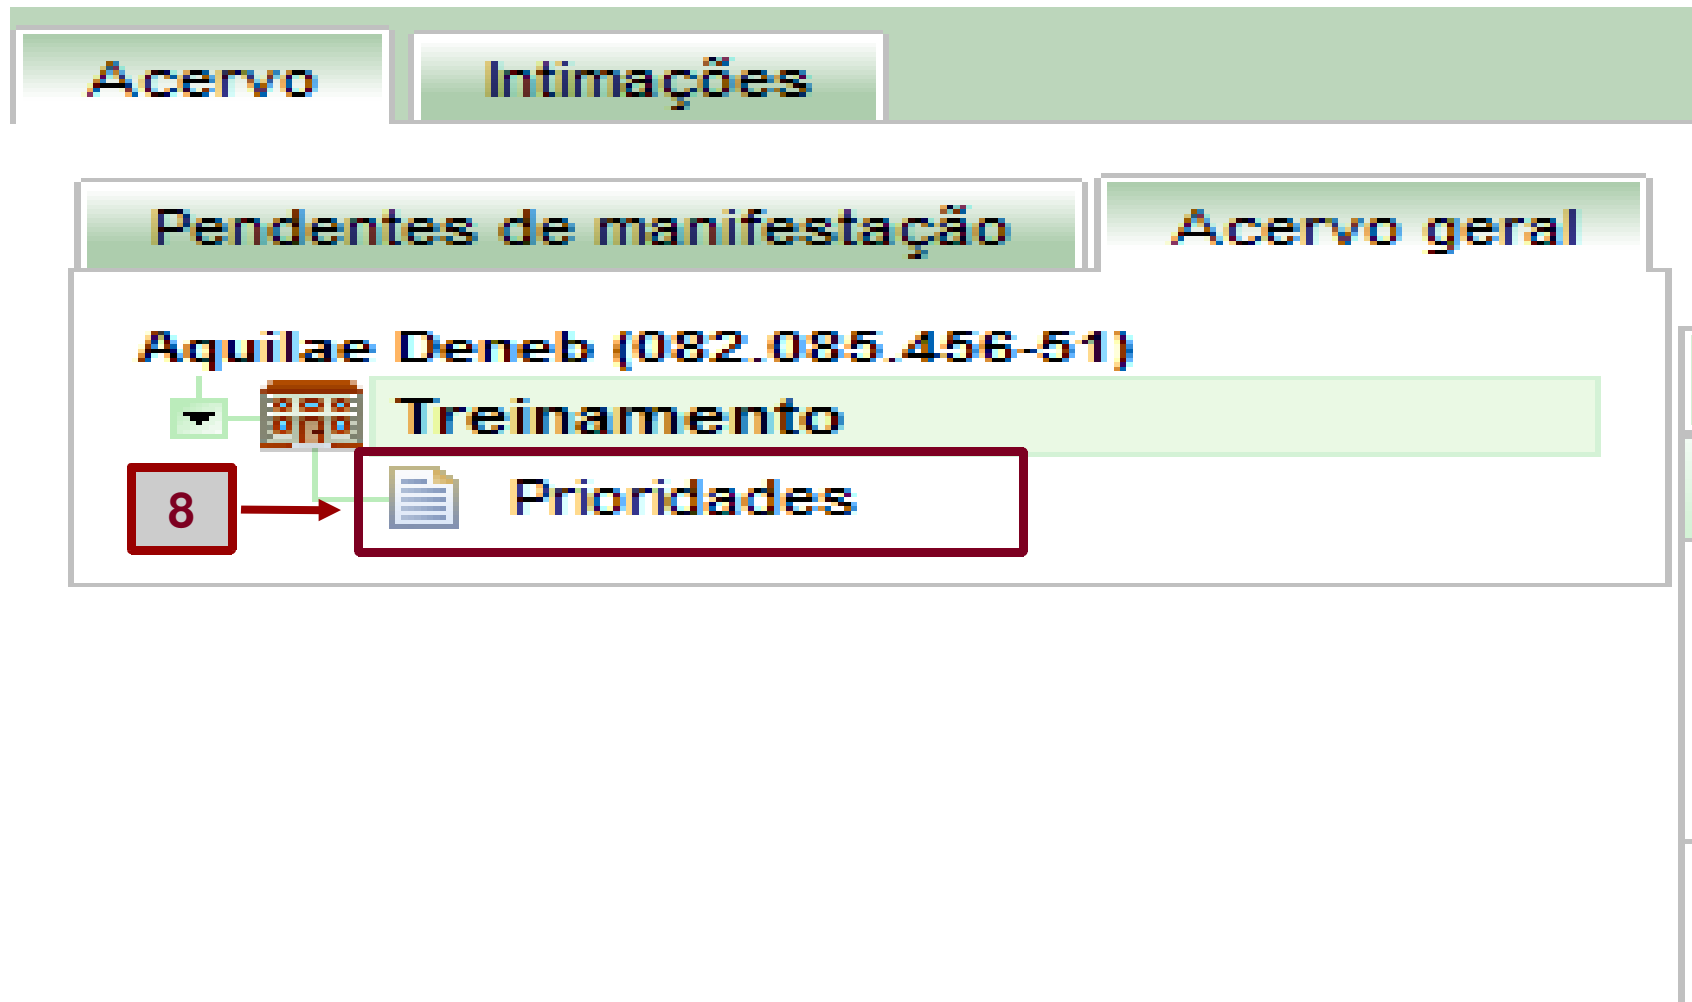 Acervo Intimações
Pendentes de manifestação Acervo geral
Aquilae Deneb (082.085.456-51)
Treinamento
8 Prioridades